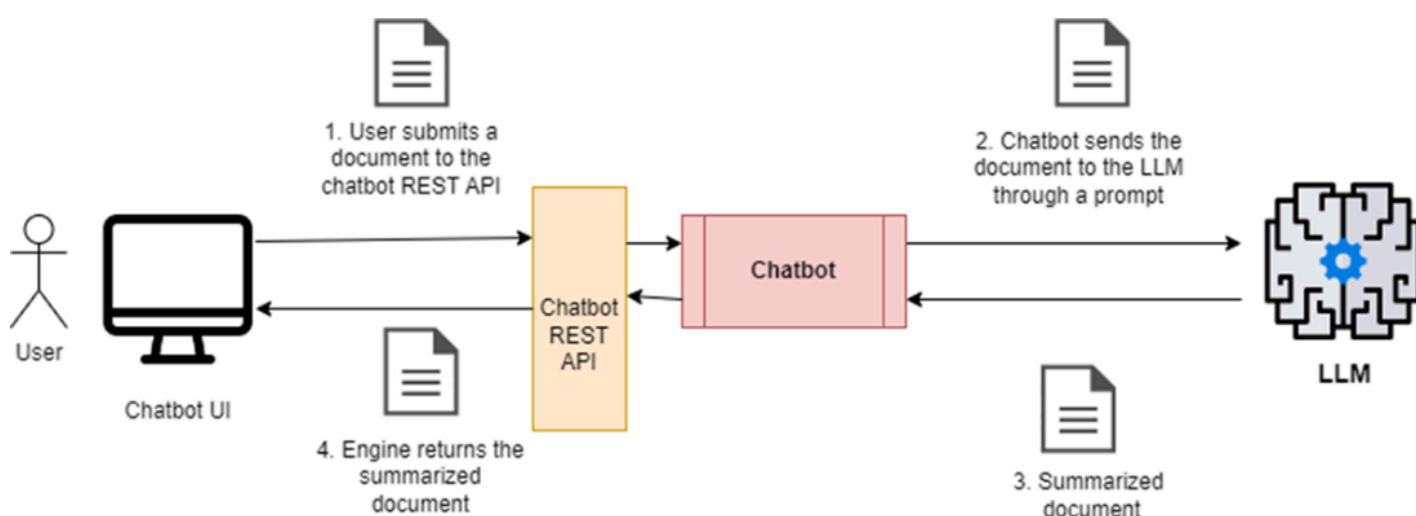 1. User submits a
document to the
chatbot REST API
2. Chatbot sends the
document to the LLM
through a prompt
User
Chatbot UI
Chatbot
REST
API
Chatbot
LLM
4. Engine returns the
summarized
document
3. Summarized
document